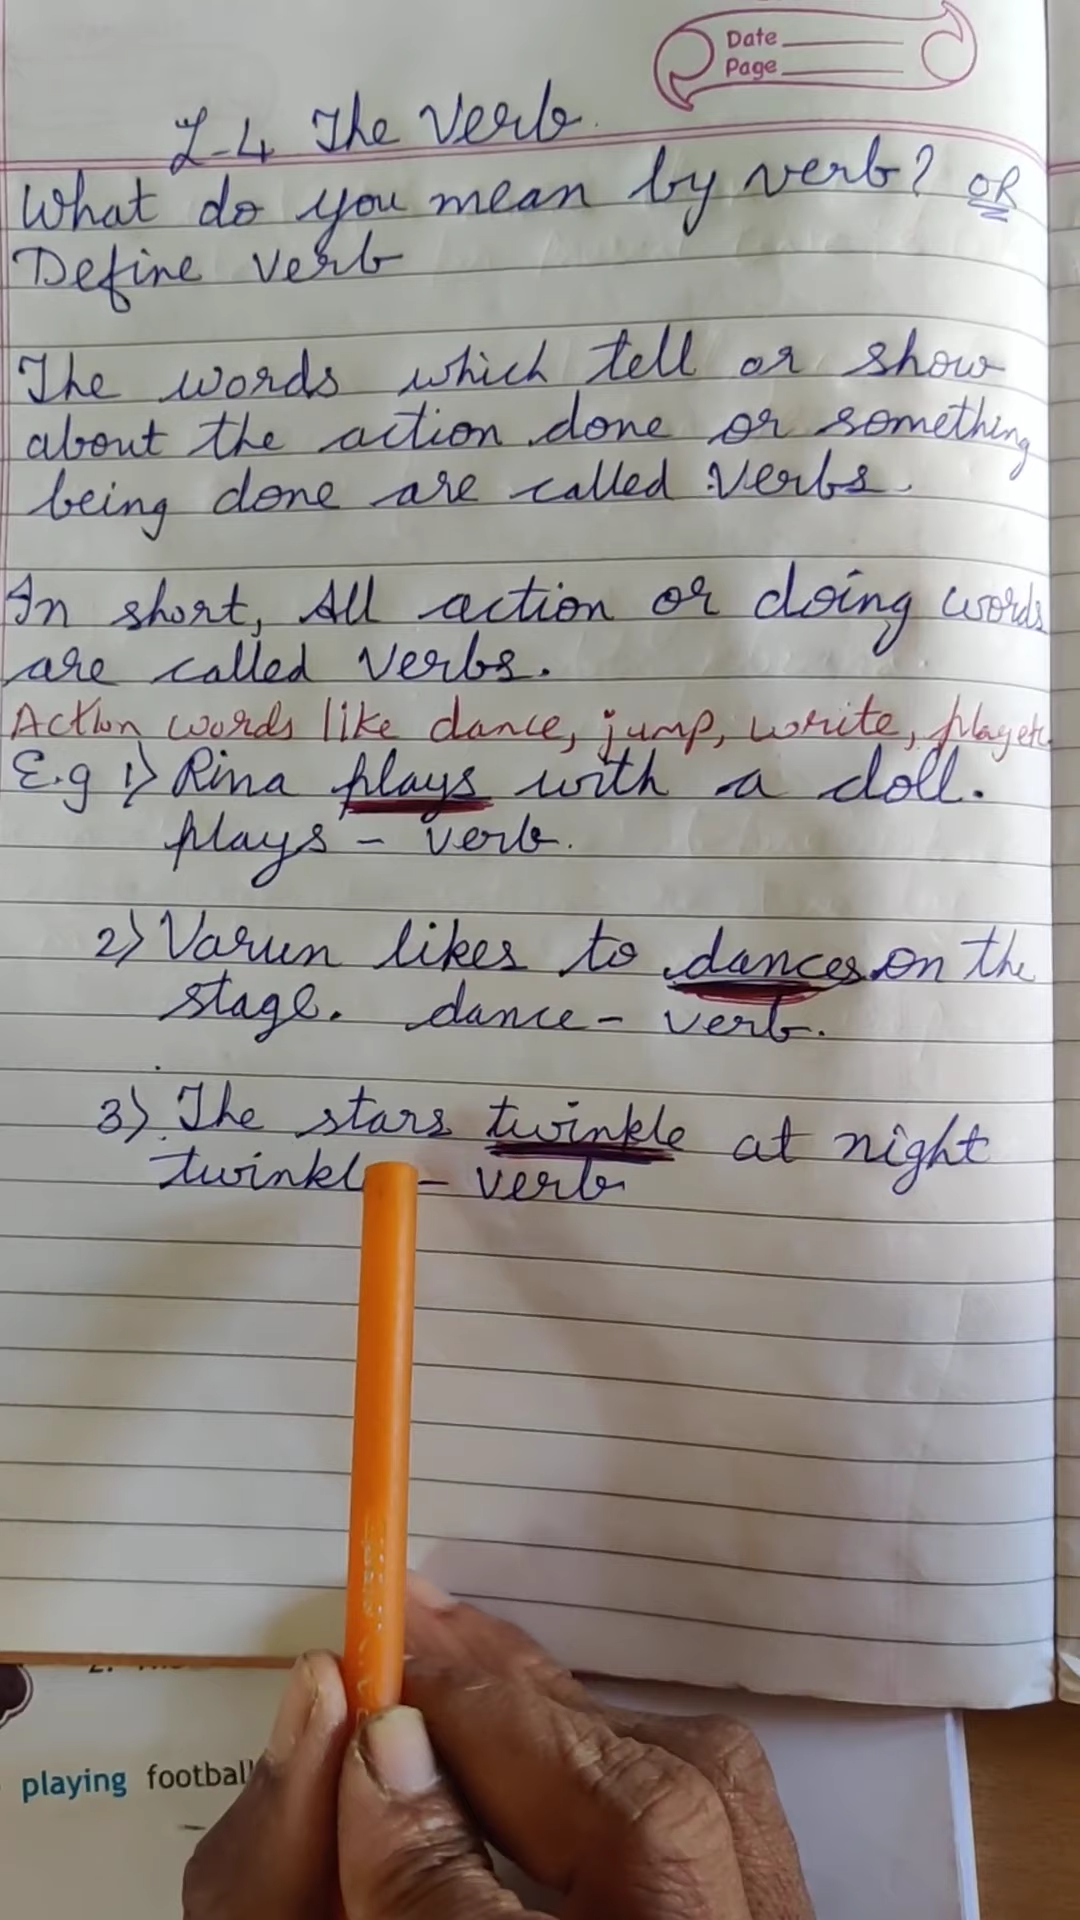 Date
Page
L-4 The Verb.
What do you mean by verb? OR
Define verb
The words which tell or show
about the action done or something
being done are called verbs.
In short, All action or doing words
are called verbs.
Action words like dance, jump, write, play etc
E.g 1) Rina plays with a doll.
plays - verb.
2) Varun likes to dances on the
stage. dance - verb.
3) The stars twinkle at night
twinkl - verb
playing football